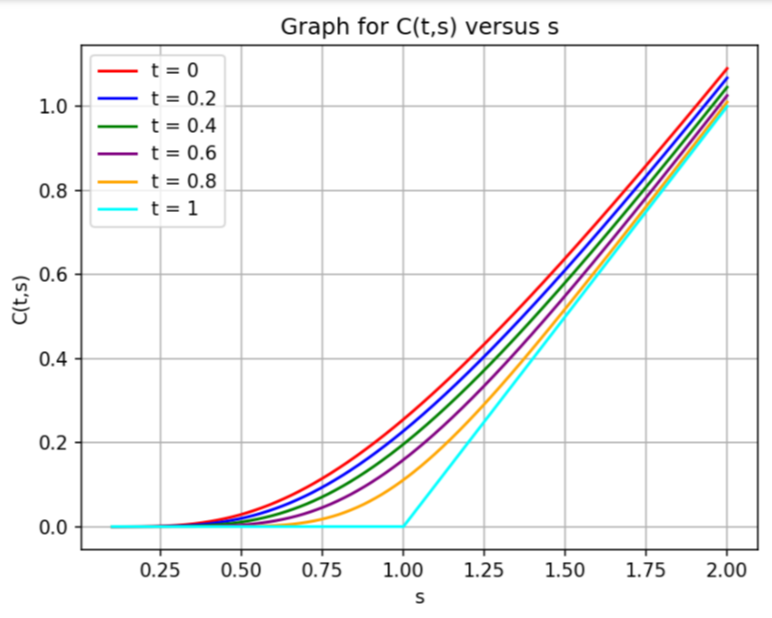 Graph for C(t,s) versus s
t = 0
t = 0.2
t = 0.4
t = 0.6
t = 0.8
t = 1
C(t,s)
1.0
0.8
0.6
0.4
0.2
0.0
0.25 0.50 0.75 1.00 1.25 1.50 1.75 2.00
s